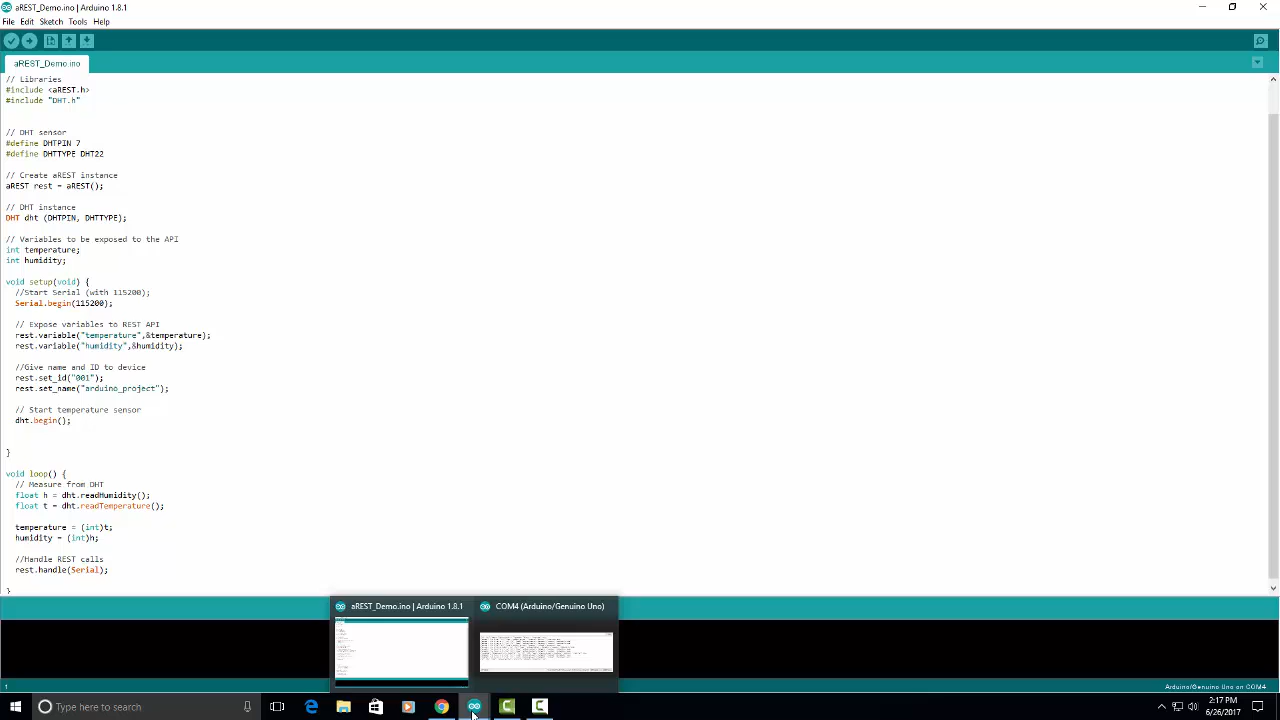 aREST_Demo.ino | Arduino 1.8.1
File Edit Sketch Tools Help
aREST_Demo.ino
// Libraries
#include <aREST.h>
#include "DHT.h"
// DHT sensor
#define DHTPIN 7
#define DHTTYPE DHT22
// Create aREST instance
aREST rest = aREST();
// DHT instance
DHT dht (DHTPIN, DHTTYPE);
// Variables to be exposed to the API
int temperature;
int humidity;
void setup(void) {
//Start Serial (with 115200);
Serial.begin(115200);
// Expose variables to REST API
rest.variable("temperature",&temperature);
rest.variable("humidity",&humidity);
//Give name and ID to device
rest.set_id("001");
rest.set_name("arduino_project");
// Start temperature sensor
dht.begin();
}
void loop() {
// Measure from DHT
float h = dht.readHumidity();
float t = dht.readTemperature();
temperature = (int)t;
humidity = (int)h;
//Handle REST calls
rest.handle(Serial);
}
aREST_Demo.ino | Arduino 1.8.1
COM4 (Arduino/Genuino Uno)
1
Arduino/Genuino Uno on COM4
Type here to search
2:17 PM
6/26/2017